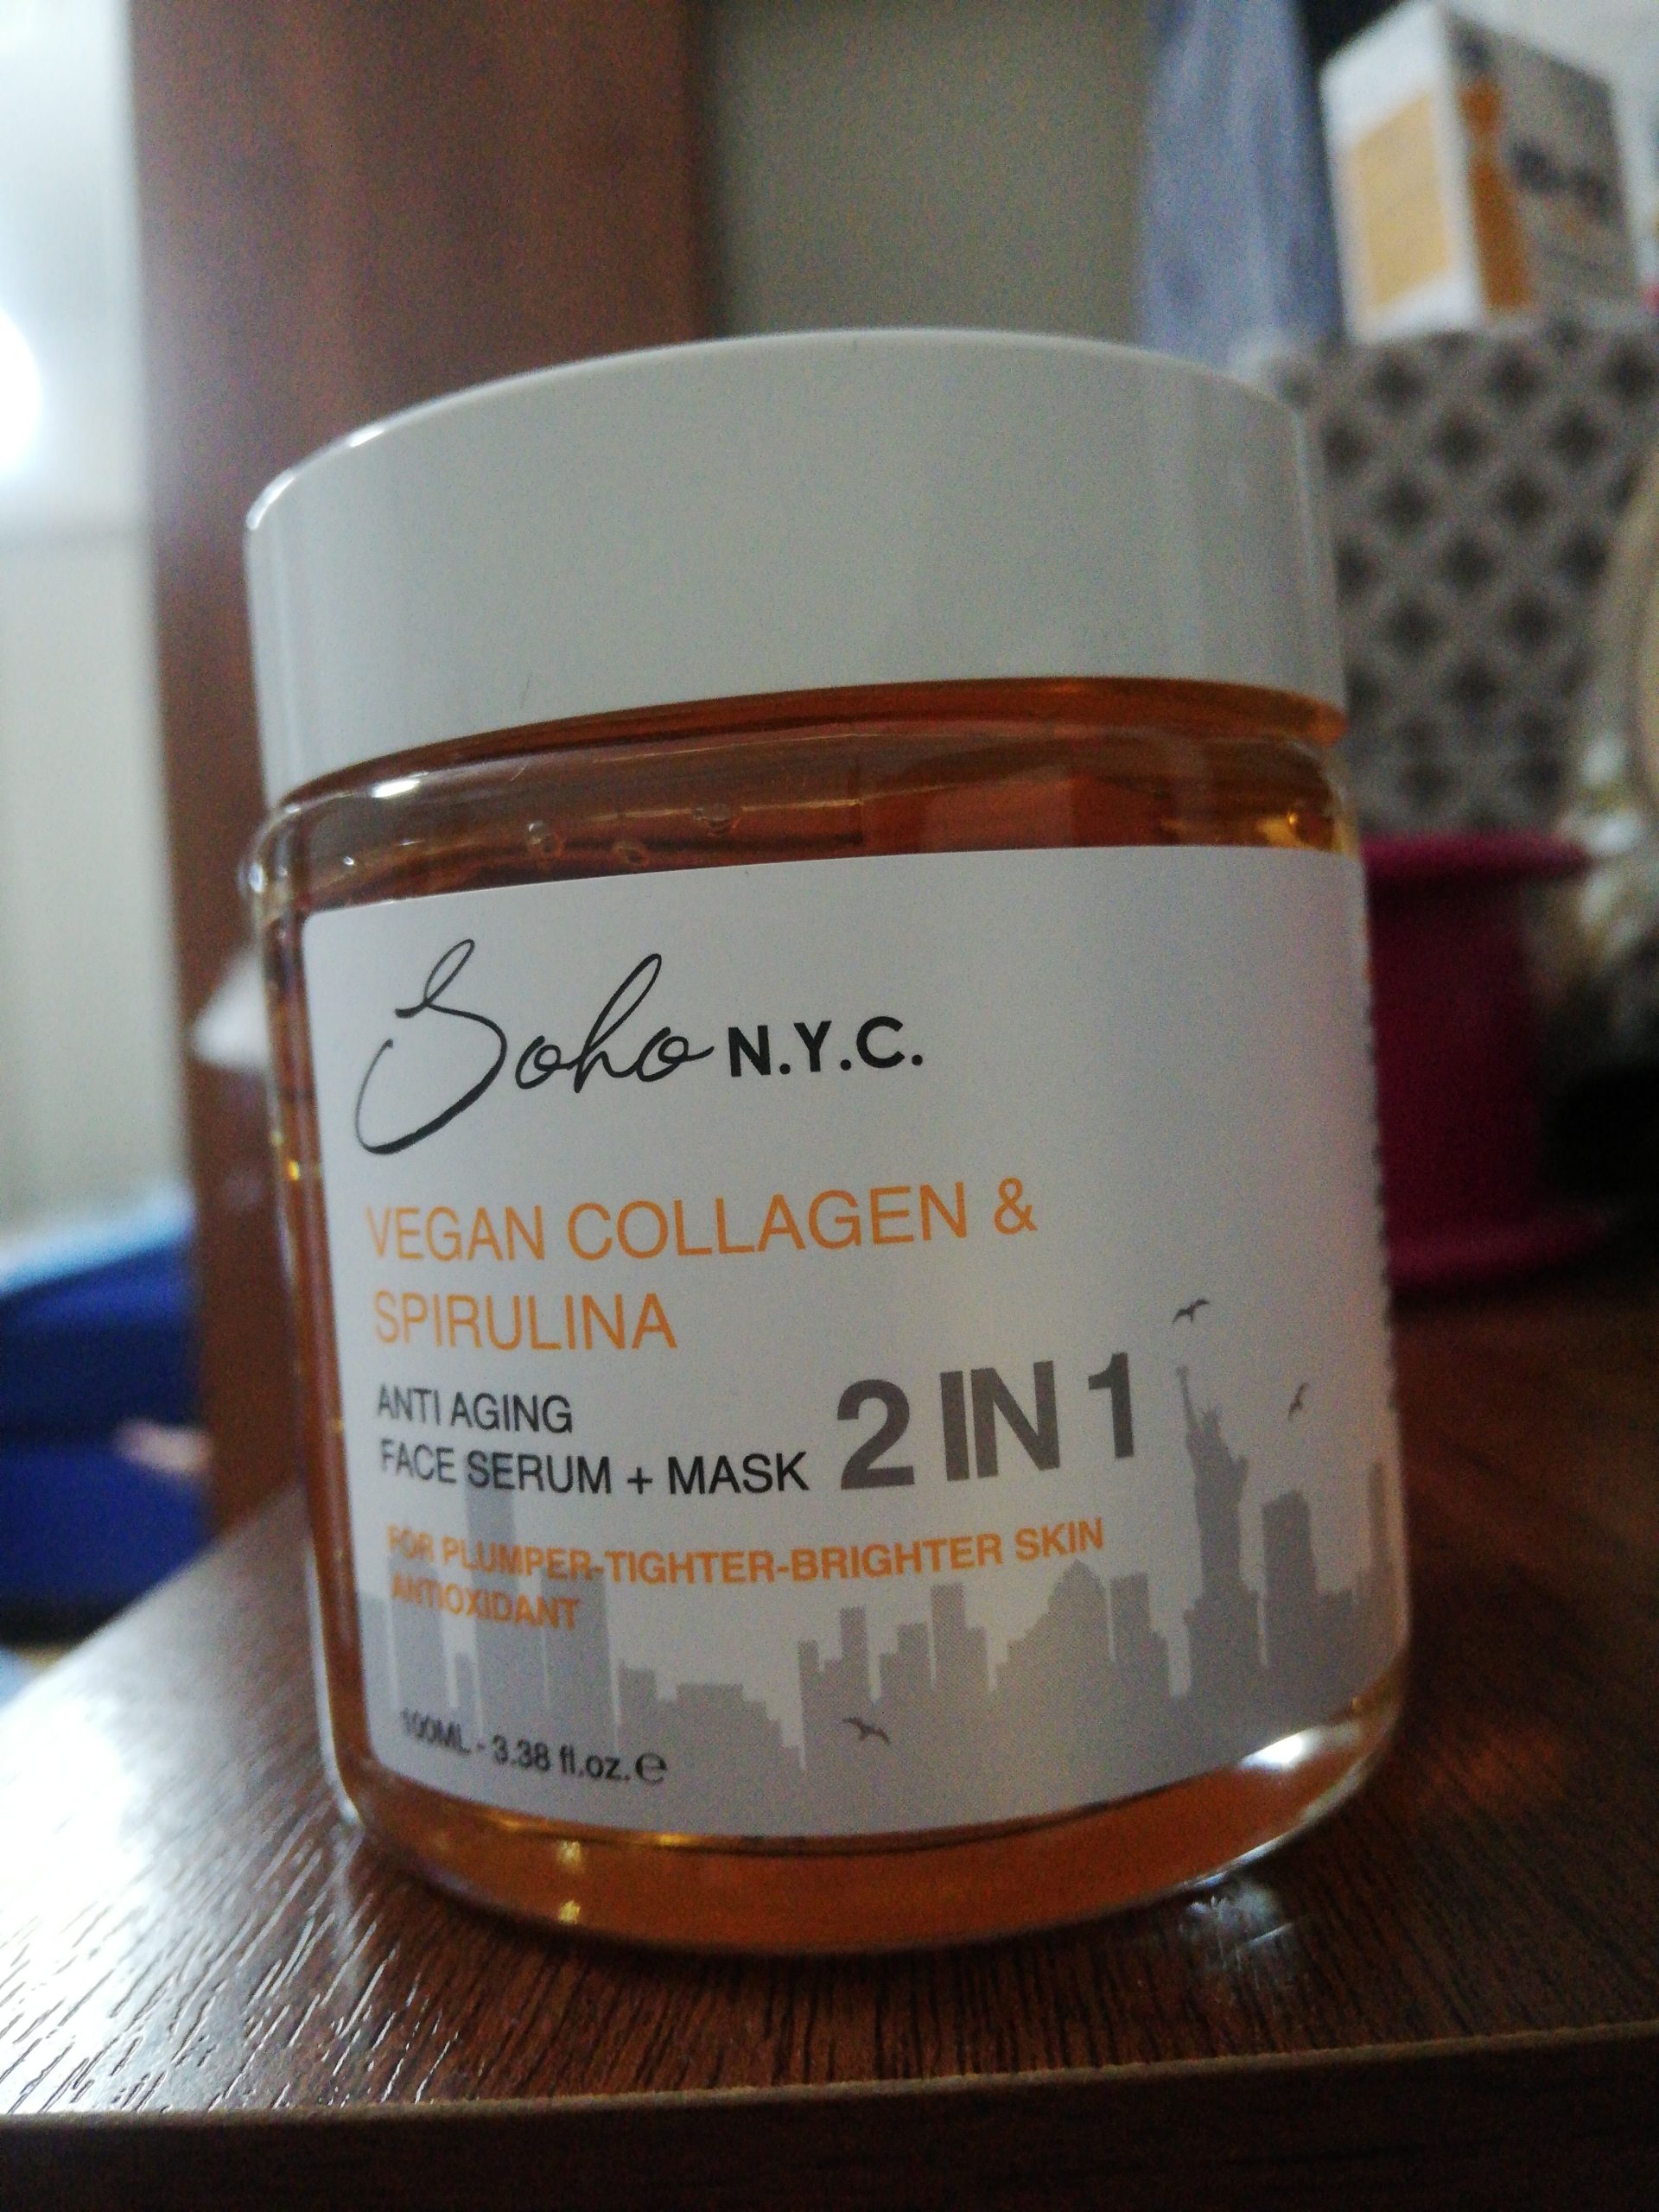 Soho N.Y.C.
VEGAN COLLAGEN &
SPIRULINA
ANTI AGING
FACE SERUM + MASK 2 IN 1
FOR PLUMPER-TIGHTER-BRIGHTER SKIN
ANTIOXIDANT
100ML - 3.38 fl.oz. ℮